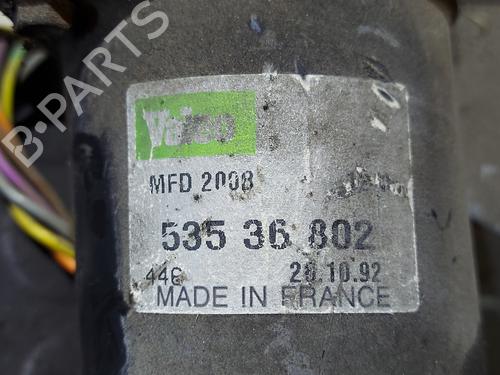 B-PARTS
Valeo
MFD 2008
535 36 802
446 20.10.92
MADE IN FRANCE